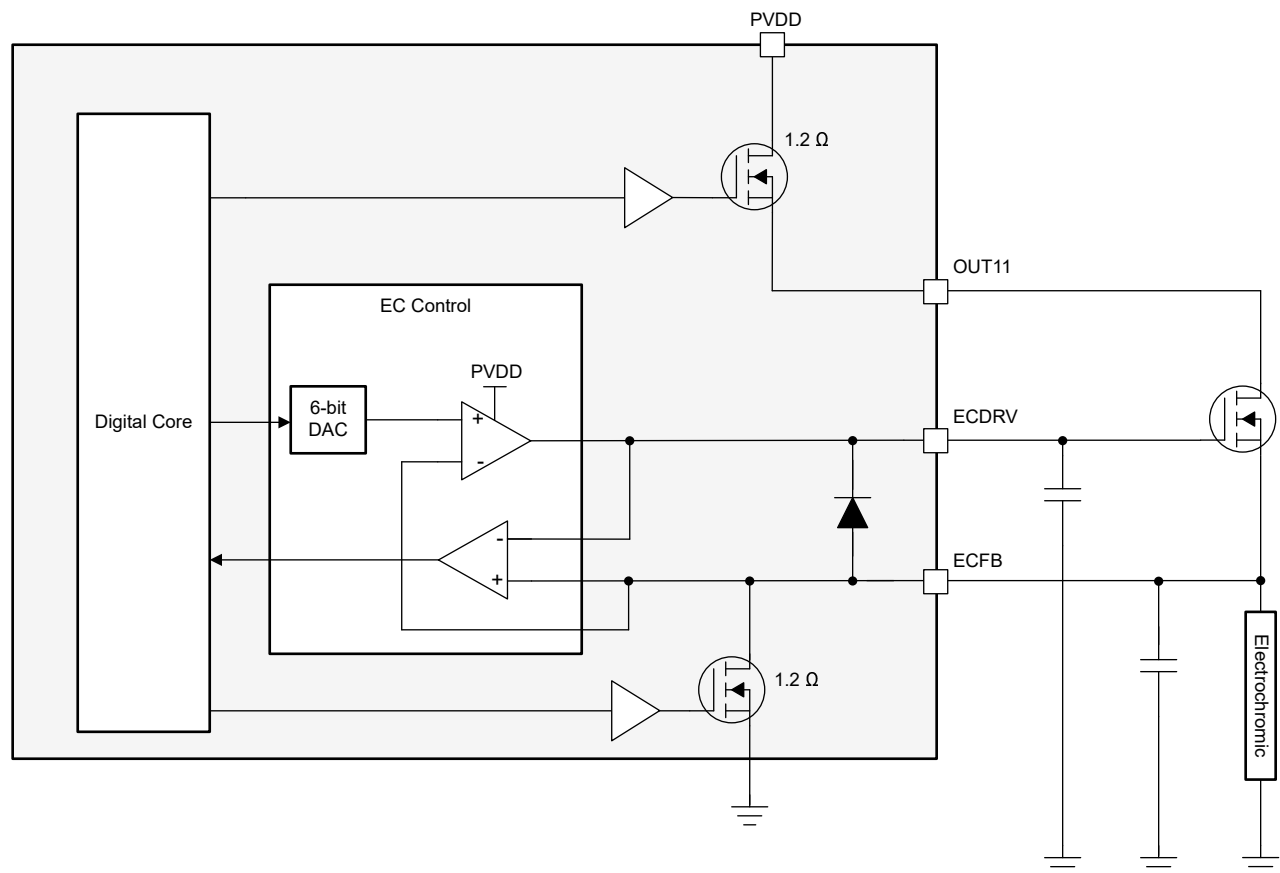 PVDD
1.2 Ω
OUT11
EC Control
PVDD
6-bit
DAC
+
-
Digital Core
ECDRV
-
+
ECFB
1.2 Ω
Electrochromic